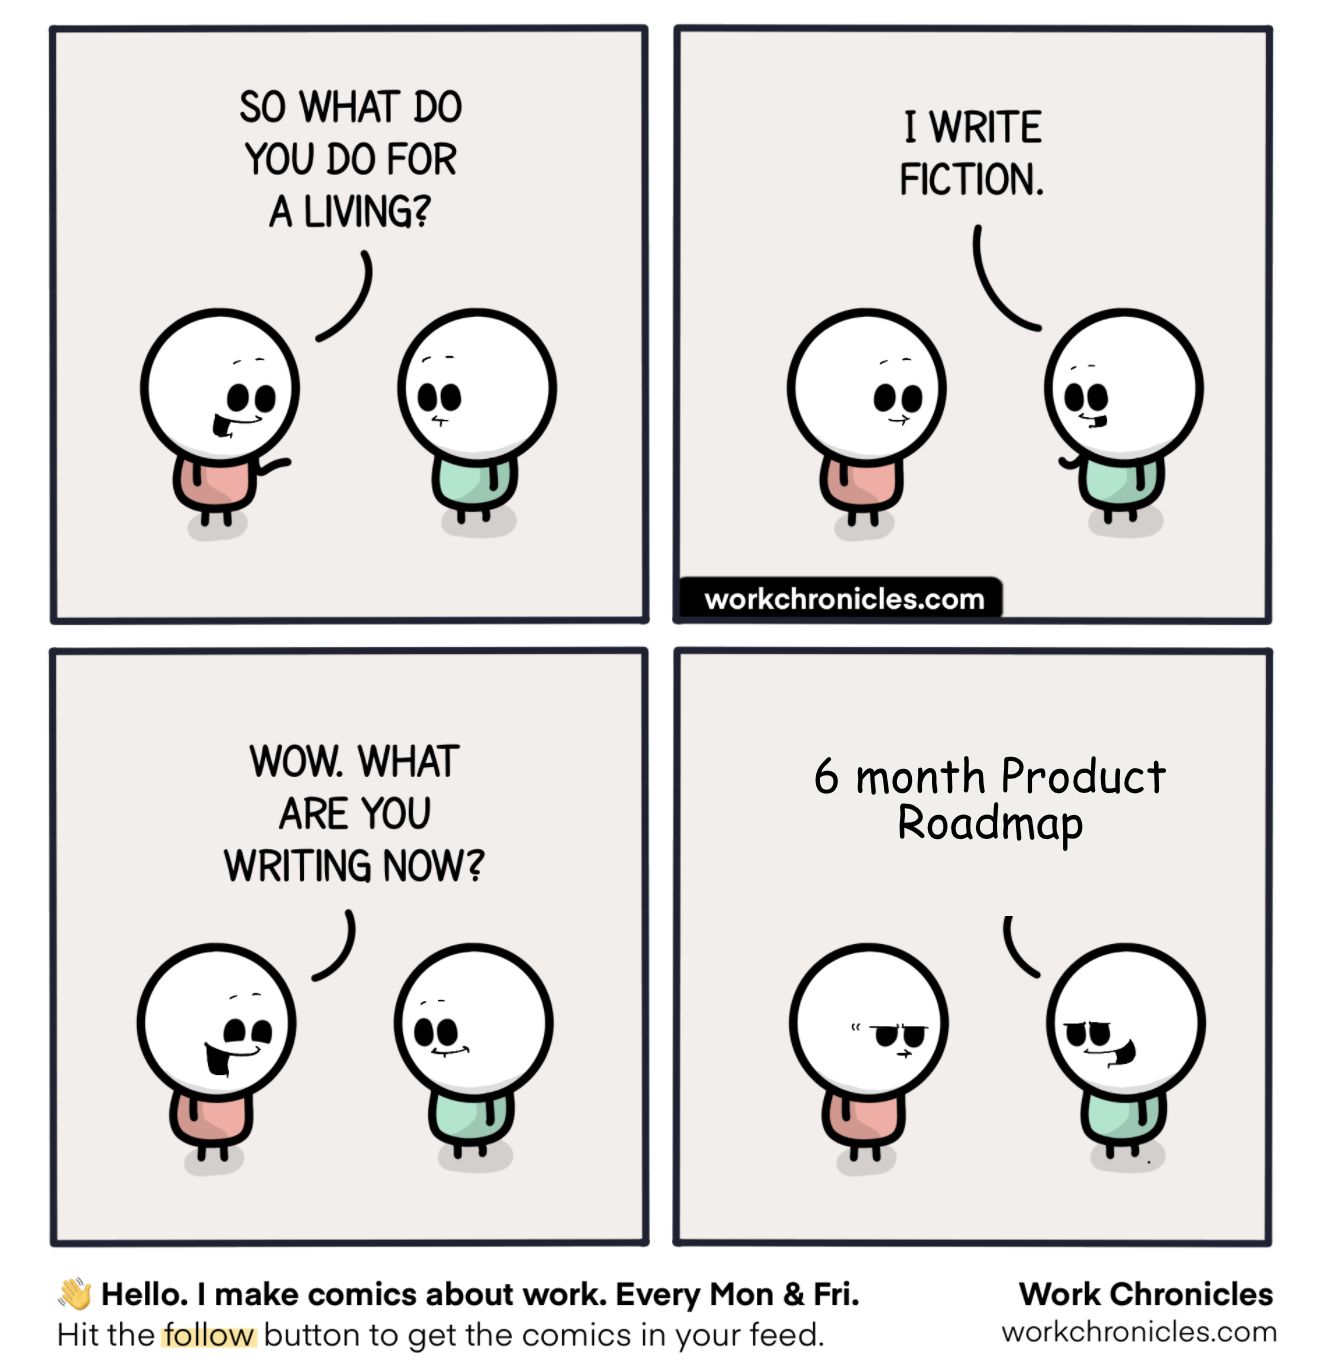 SO WHAT DO
YOU DO FOR
A LIVING?
I WRITE
FICTION.
workchronicles.com
WOW. WHAT
ARE YOU
WRITING NOW?
6 month Product
Roadmap
👋 Hello. I make comics about work. Every Mon & Fri.
Hit the follow button to get the comics in your feed.
Work Chronicles
workchronicles.com